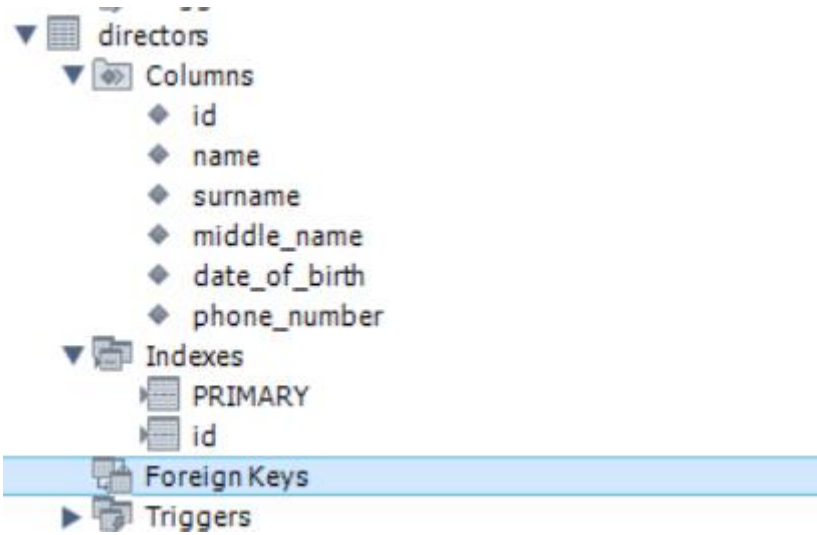 directors
Columns
id
name
surname
middle_name
date_of_birth
phone_number
Indexes
PRIMARY
id
Foreign Keys
Triggers